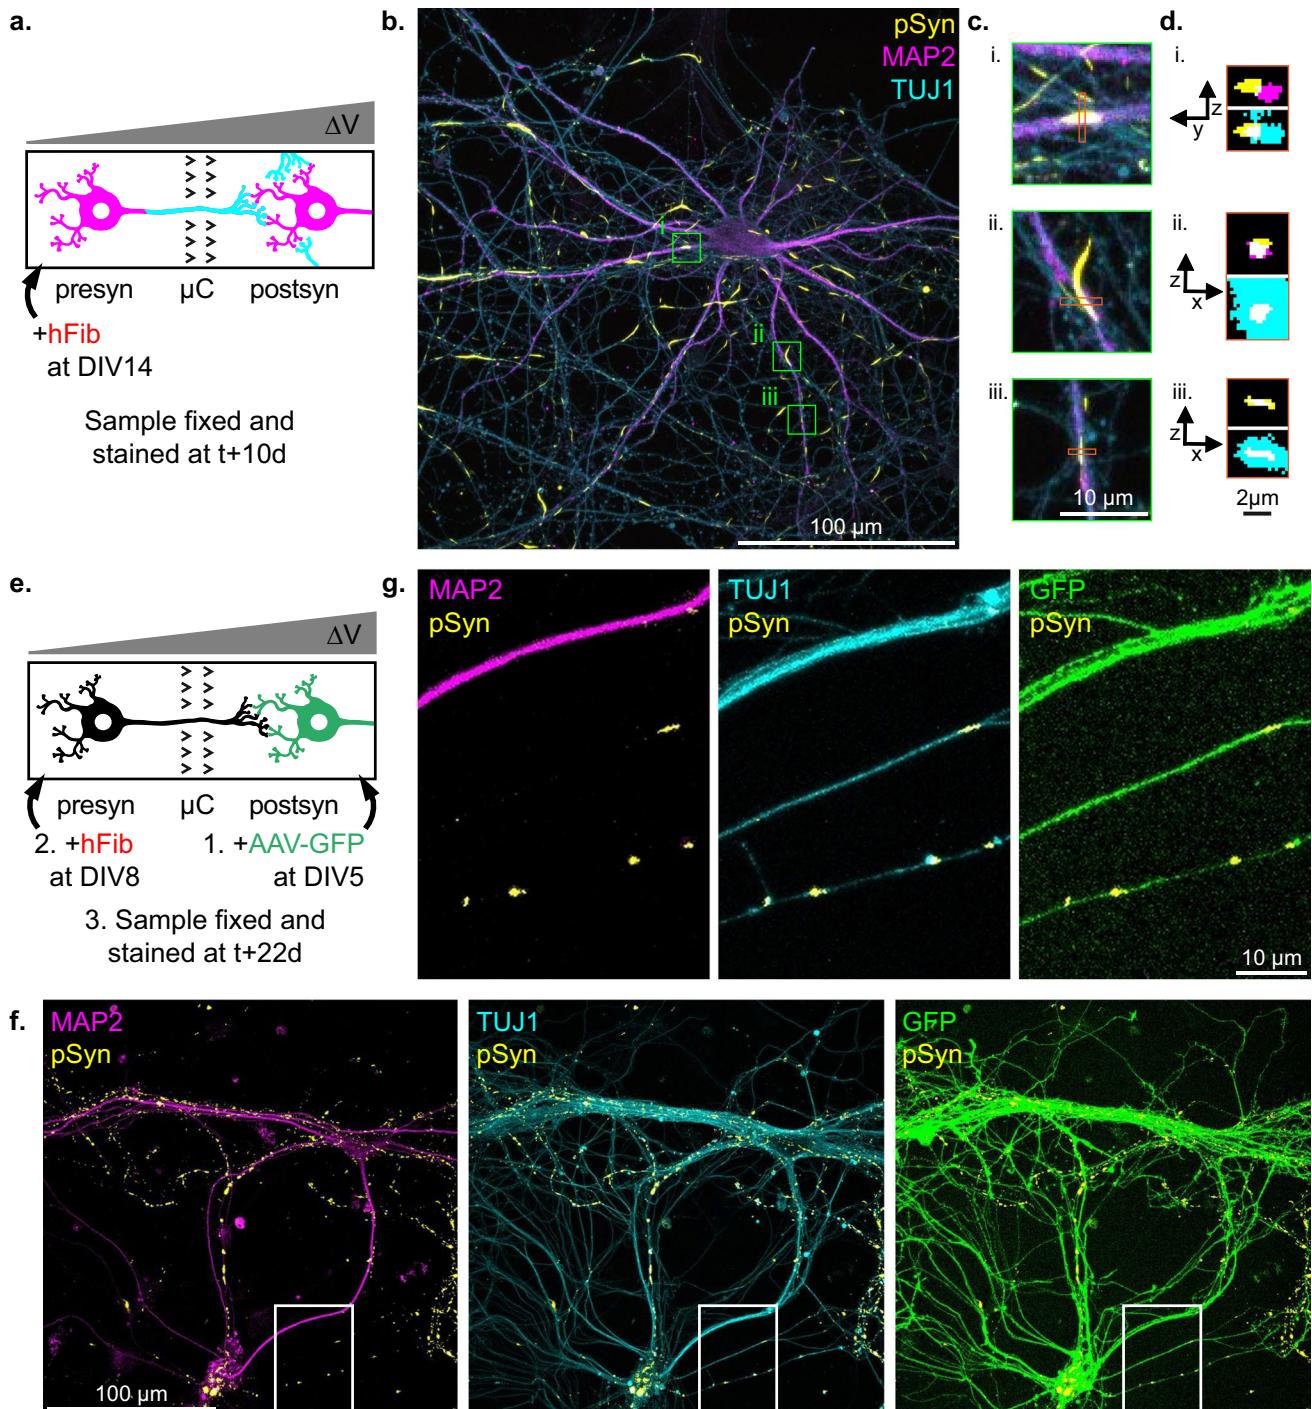 a.
ΔV
presyn
µC
postsyn
+hFib
at DIV14
Sample fixed and
stained at t+10d
b.
pSyn
MAP2
TUJ1
i
ii
iii
100 µm
c.
i.
ii.
iii.
10 µm
d.
i.
z
y
ii.
z
x
iii.
z
x
2µm
e.
ΔV
presyn
µC
postsyn
2. +hFib
at DIV8
1. +AAV-GFP
at DIV5
3. Sample fixed and
stained at t+22d
g.
MAP2
pSyn
TUJ1
pSyn
GFP
pSyn
10 µm
f.
MAP2
pSyn
100 µm
TUJ1
pSyn
GFP
pSyn